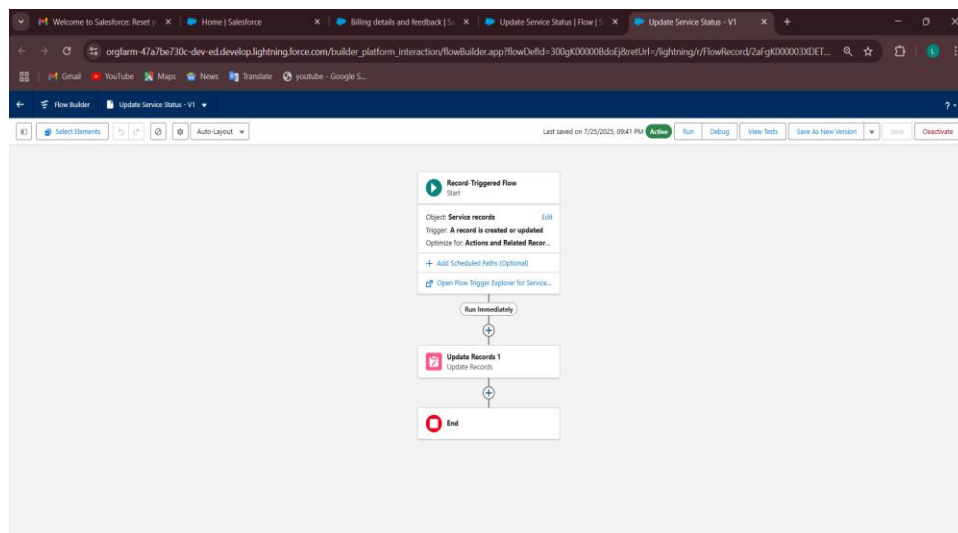 Welcome to Salesforce: Reset y
Home | Salesforce
Billing details and feedback | S
Update Service Status | Flow | S
Update Service Status - V1
orgfarm-47a7be730c-dev-ed.develop.lightning.force.com/builder_platform_interaction/flowBuilder.app?flowDefId=300gK00000BdoEj&retUrl=/lightning/r/FlowRecord/2aFgK000003XDET...
L
Gmail
YouTube
Maps
News
Translate
youtube - Google S...
Flow Builder
Update Service Status - V1
?
Select Elements
Auto-Layout
Last saved on 7/25/2025, 09:41 PM
Active
Run
Debug
View Tests
Save As New Version
Save
Deactivate
Record-Triggered Flow
Start
Object: Service records Edit
Trigger: A record is created or updated
Optimize for: Actions and Related Recor...
+ Add Scheduled Paths (Optional)
Open Flow Trigger Explorer for Service...
Run Immediately
Update Records 1
Update Records
End